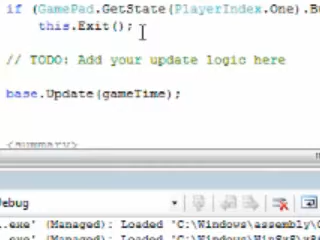 if (GamePad.GetState(PlayerIndex.One).Bu
this.Exit();
// TODO: Add your update logic here
base.Update(gameTime);
<summary>
ebug
.exe' (Managed): Loaded 'C:\Windows\assembly\
.exe' (Managed): Loaded 'C:\Windows\WinSxS\